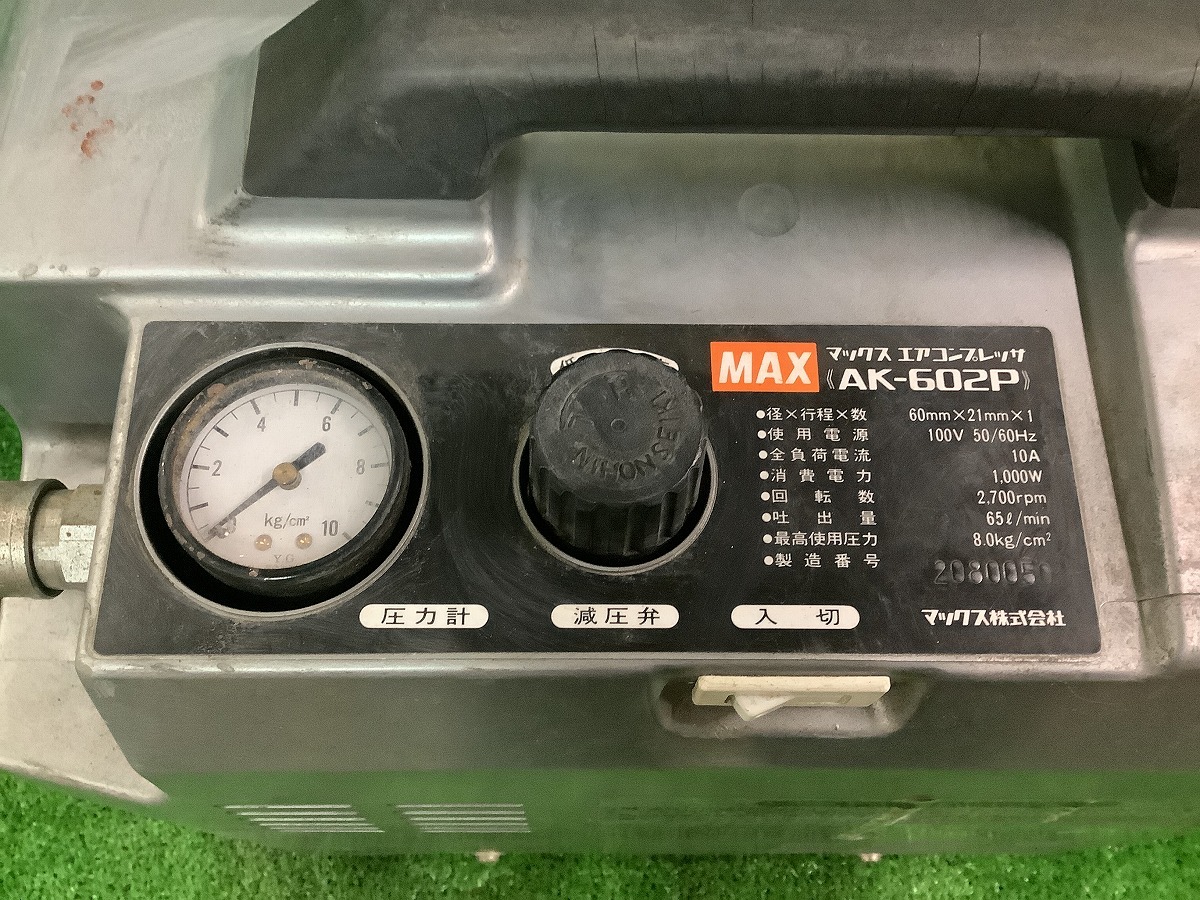 2
4
6
8
10
kg/cm²
NIHON SEIKI
MAX
マックス エアコンプレッサ
《AK-602P》
●径×行程×数 60mm×21mm×1
●使用電源 100V 50/60Hz
●全負荷電流 10A
●消費電力 1,000W
●回転数 2,700rpm
●吐出量 65ℓ/min
●最高使用圧力 8.0kg/cm²
●製造番号
圧力計
減圧弁
入 切
マックス株式会社